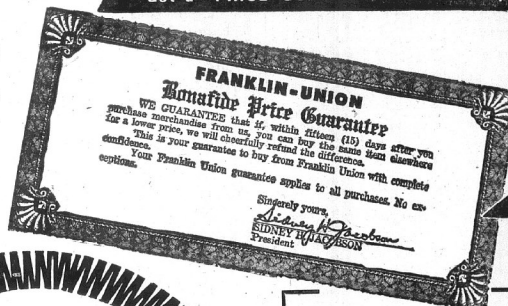 FRANKLIN-UNION
Bonafide Price Guarantee
WE GUARANTEE that if, within fifteen (15) days after you
purchase merchandise from us, you can buy the same item elsewhere
for a lower price, we will cheerfully refund the difference.
This is your guarantee to buy from Franklin Union with complete
confidence.
Your Franklin Union guarantee applies to all purchases. No ex-
ceptions.
Sincerely yours,
Sidney H. Jacobson
SIDNEY H. JACOBSON
President